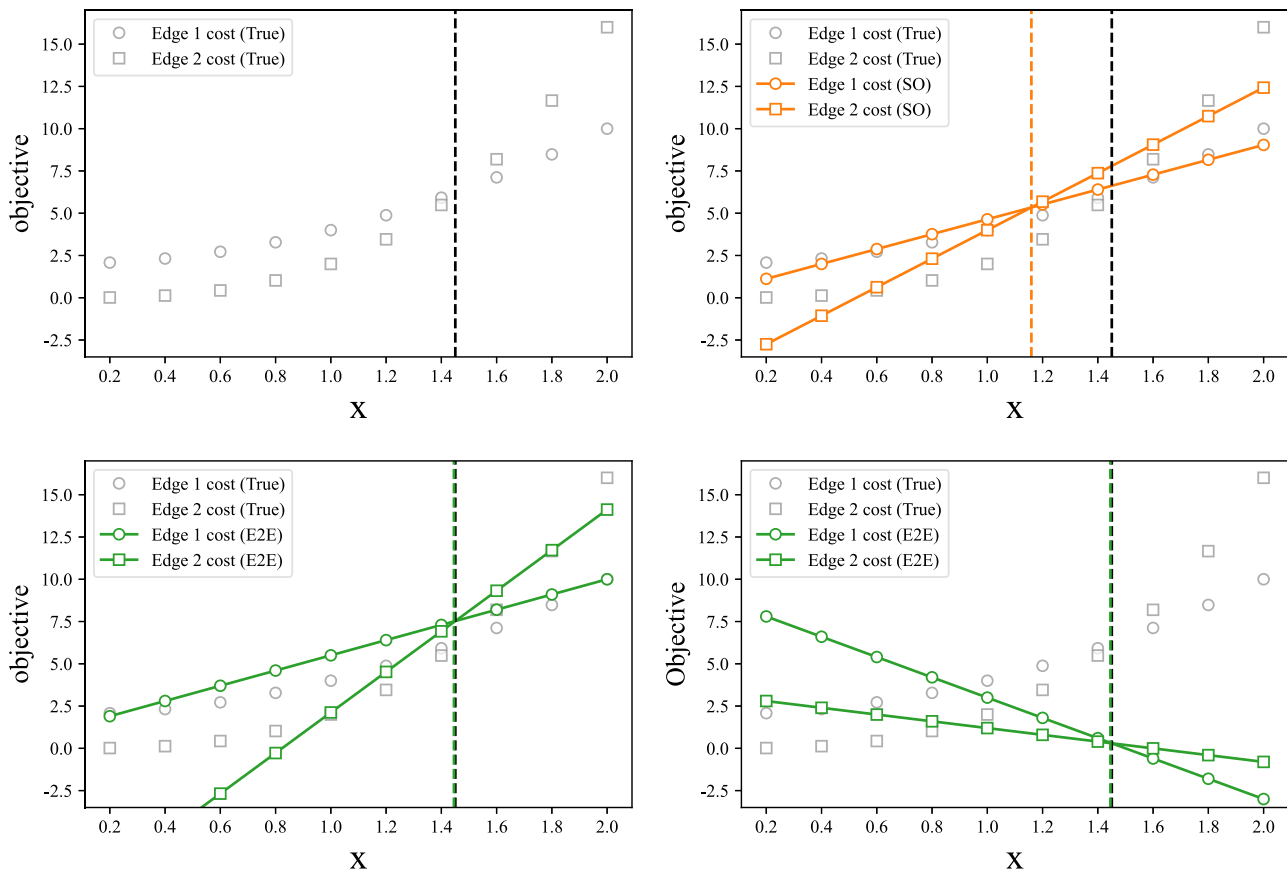 Edge 1 cost (True)
Edge 2 cost (True)
objective
15.0
12.5
10.0
7.5
5.0
2.5
0.0
-2.5
0.2 0.4 0.6 0.8 1.0 1.2 1.4 1.6 1.8 2.0
X
Edge 1 cost (True)
Edge 2 cost (True)
Edge 1 cost (SO)
Edge 2 cost (SO)
objective
15.0
12.5
10.0
7.5
5.0
2.5
0.0
-2.5
0.2 0.4 0.6 0.8 1.0 1.2 1.4 1.6 1.8 2.0
X
Edge 1 cost (True)
Edge 2 cost (True)
Edge 1 cost (E2E)
Edge 2 cost (E2E)
objective
15.0
12.5
10.0
7.5
5.0
2.5
0.0
-2.5
0.2 0.4 0.6 0.8 1.0 1.2 1.4 1.6 1.8 2.0
X
Edge 1 cost (True)
Edge 2 cost (True)
Edge 1 cost (E2E)
Edge 2 cost (E2E)
Objective
15.0
12.5
10.0
7.5
5.0
2.5
0.0
-2.5
0.2 0.4 0.6 0.8 1.0 1.2 1.4 1.6 1.8 2.0
X